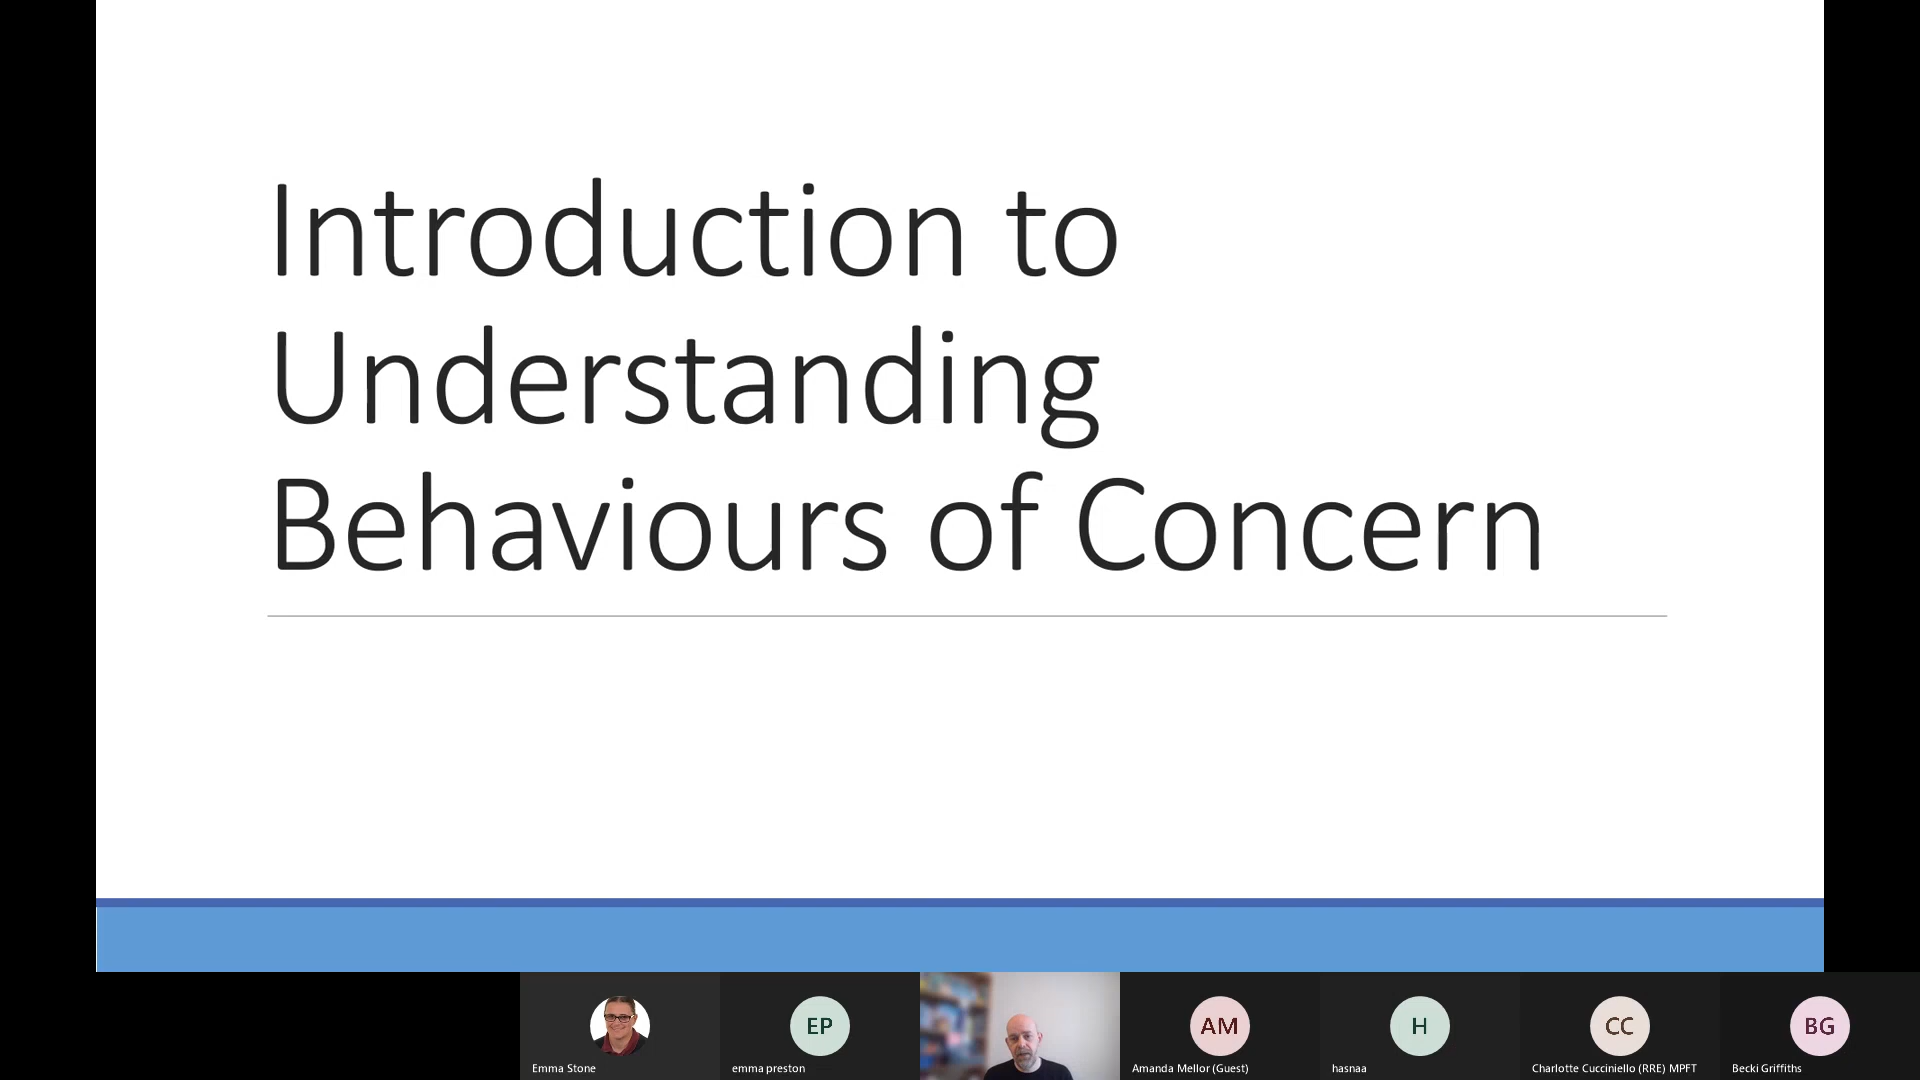 Introduction to
Understanding
Behaviours of Concern
EP
AM
H
CC
BG
Emma Stone
emma preston
Amanda Mellor (Guest)
hasnaa
Charlotte Cucciniello (RRE) MPFT
Becki Griffiths